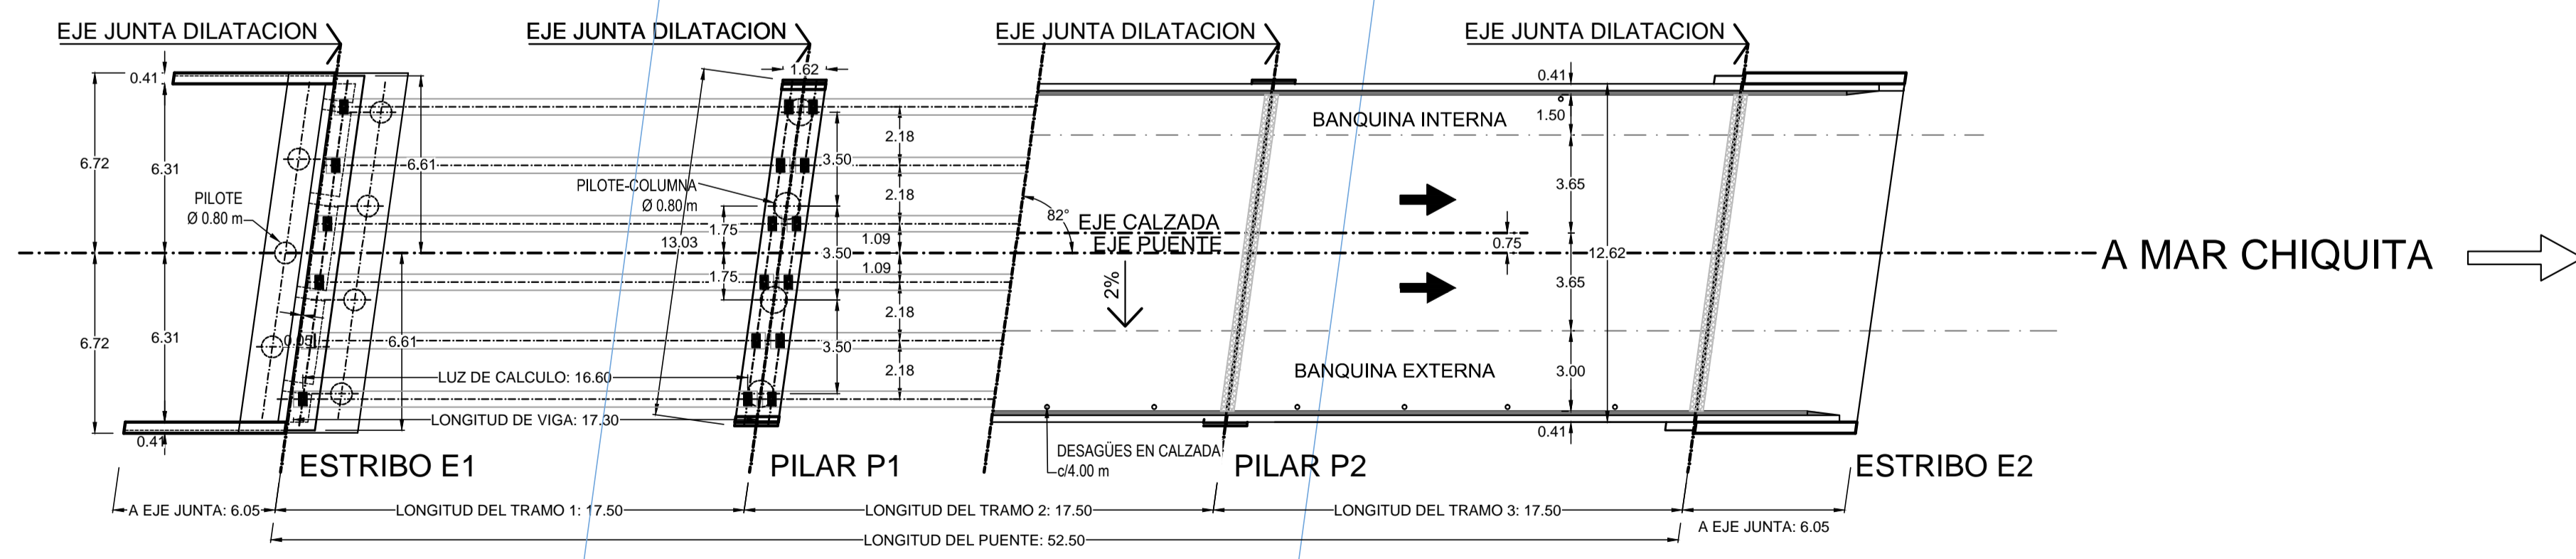 EJE JUNTA DILATACION
EJE JUNTA DILATACION
EJE JUNTA DILATACION
EJE JUNTA DILATACION
0.41
6.72
6.31
6.61
PILOTE
Ø 0.80 m
6.72
6.31
0.05
6.61
0.41
1.62
PILOTE-COLUMNA
Ø 0.80 m
13.03
1.75
1.75
3.50
3.50
3.50
2.18
2.18
1.09
1.09
2.18
2.18
LUZ DE CALCULO: 16.60
LONGITUD DE VIGA: 17.30
82°
EJE CALZADA
EJE PUENTE
2%
BANQUINA INTERNA
BANQUINA EXTERNA
0.41
1.50
3.65
0.75
12.62
3.65
3.00
0.41
DESAGÜES EN CALZADA
c/4.00 m
A MAR CHIQUITA
ESTRIBO E1
PILAR P1
PILAR P2
ESTRIBO E2
A EJE JUNTA: 6.05
LONGITUD DEL TRAMO 1: 17.50
LONGITUD DEL TRAMO 2: 17.50
LONGITUD DEL TRAMO 3: 17.50
A EJE JUNTA: 6.05
LONGITUD DEL PUENTE: 52.50